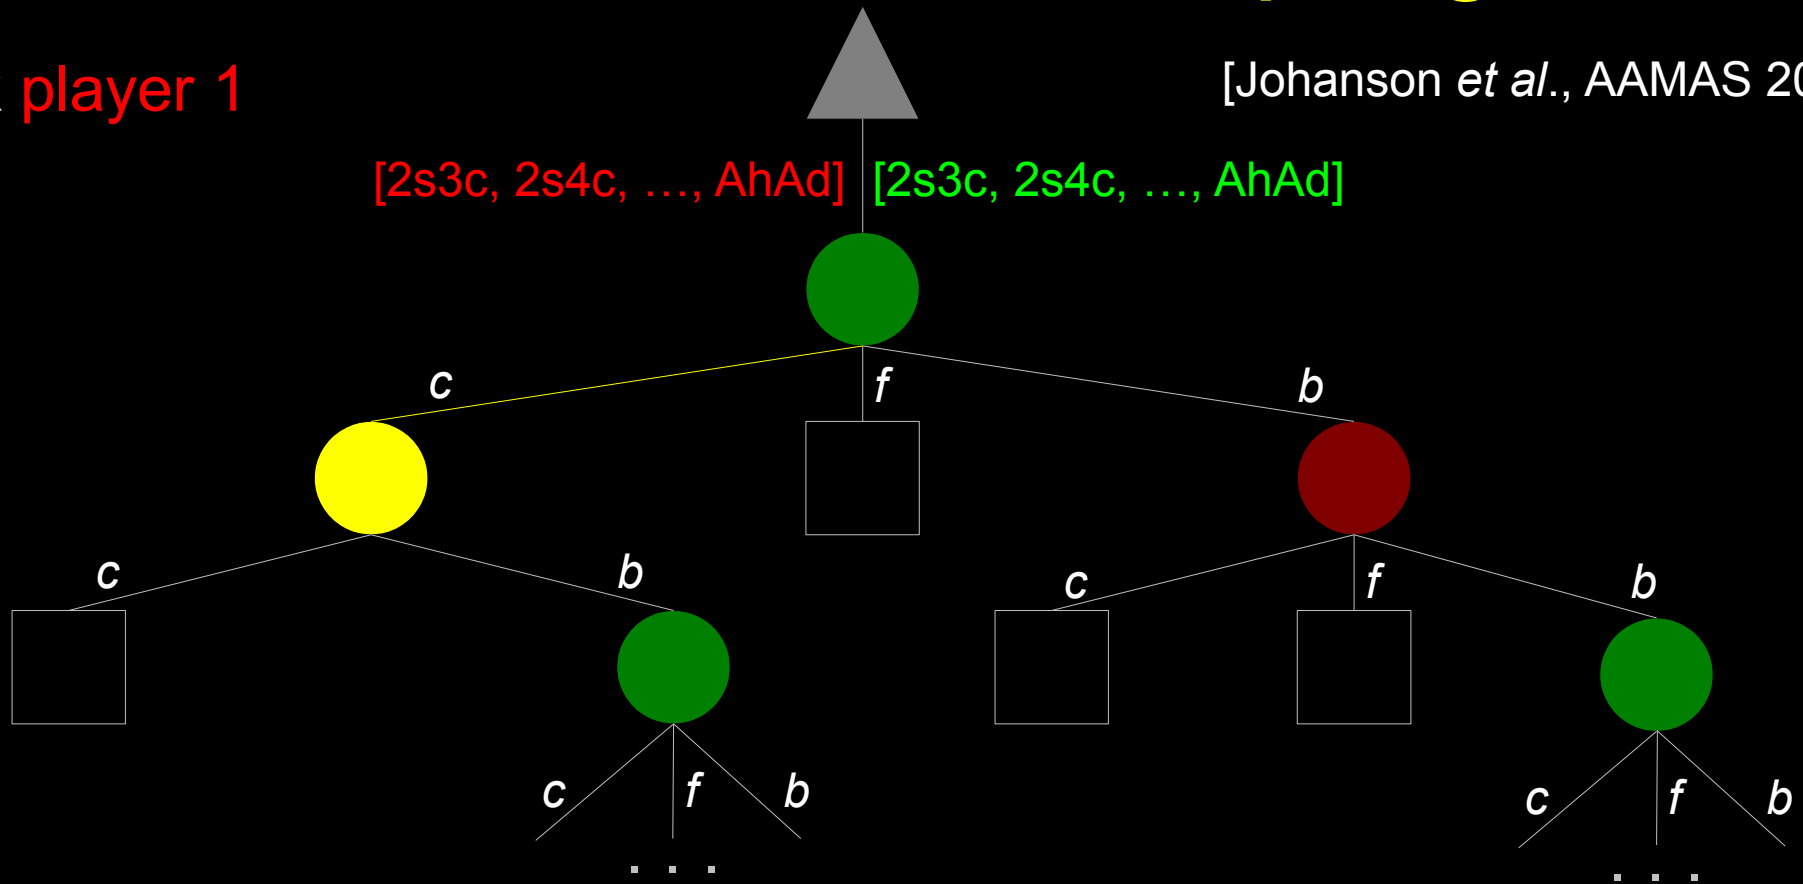 player 1
[Johanson et al., AAMAS 20
[2s3c, 2s4c, …, AhAd] [2s3c, 2s4c, …, AhAd]
c f b
c b c f b
c f b c f b
. . . . . .